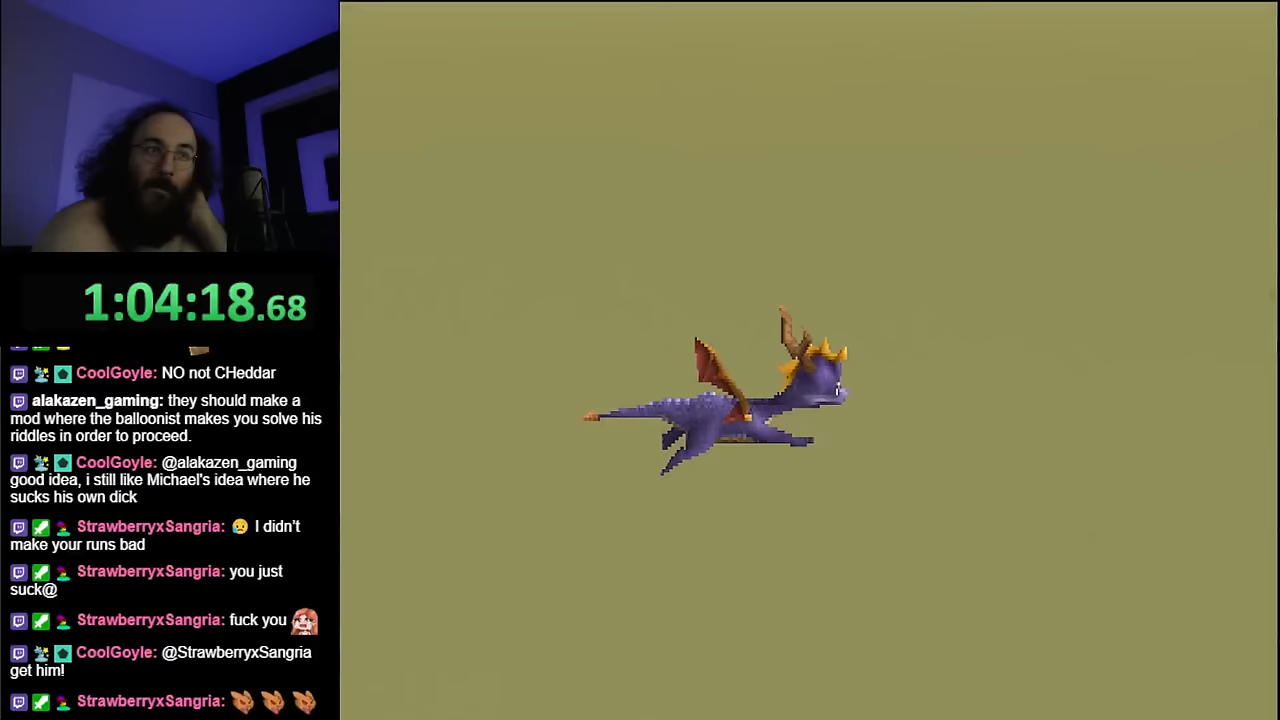 1:04:18.68
CoolGoyle: NO not CHeddar
alakazen_gaming: they should make a
mod where the balloonist makes you solve his
riddles in order to proceed.
CoolGoyle: @alakazen_gaming
good idea, i still like Michael's idea where he
sucks his own dick
StrawberryxSangria: 😥 I didn't
make your runs bad
StrawberryxSangria: you just
suck@
StrawberryxSangria: fuck you
CoolGoyle: @StrawberryxSangria
get him!
StrawberryxSangria: